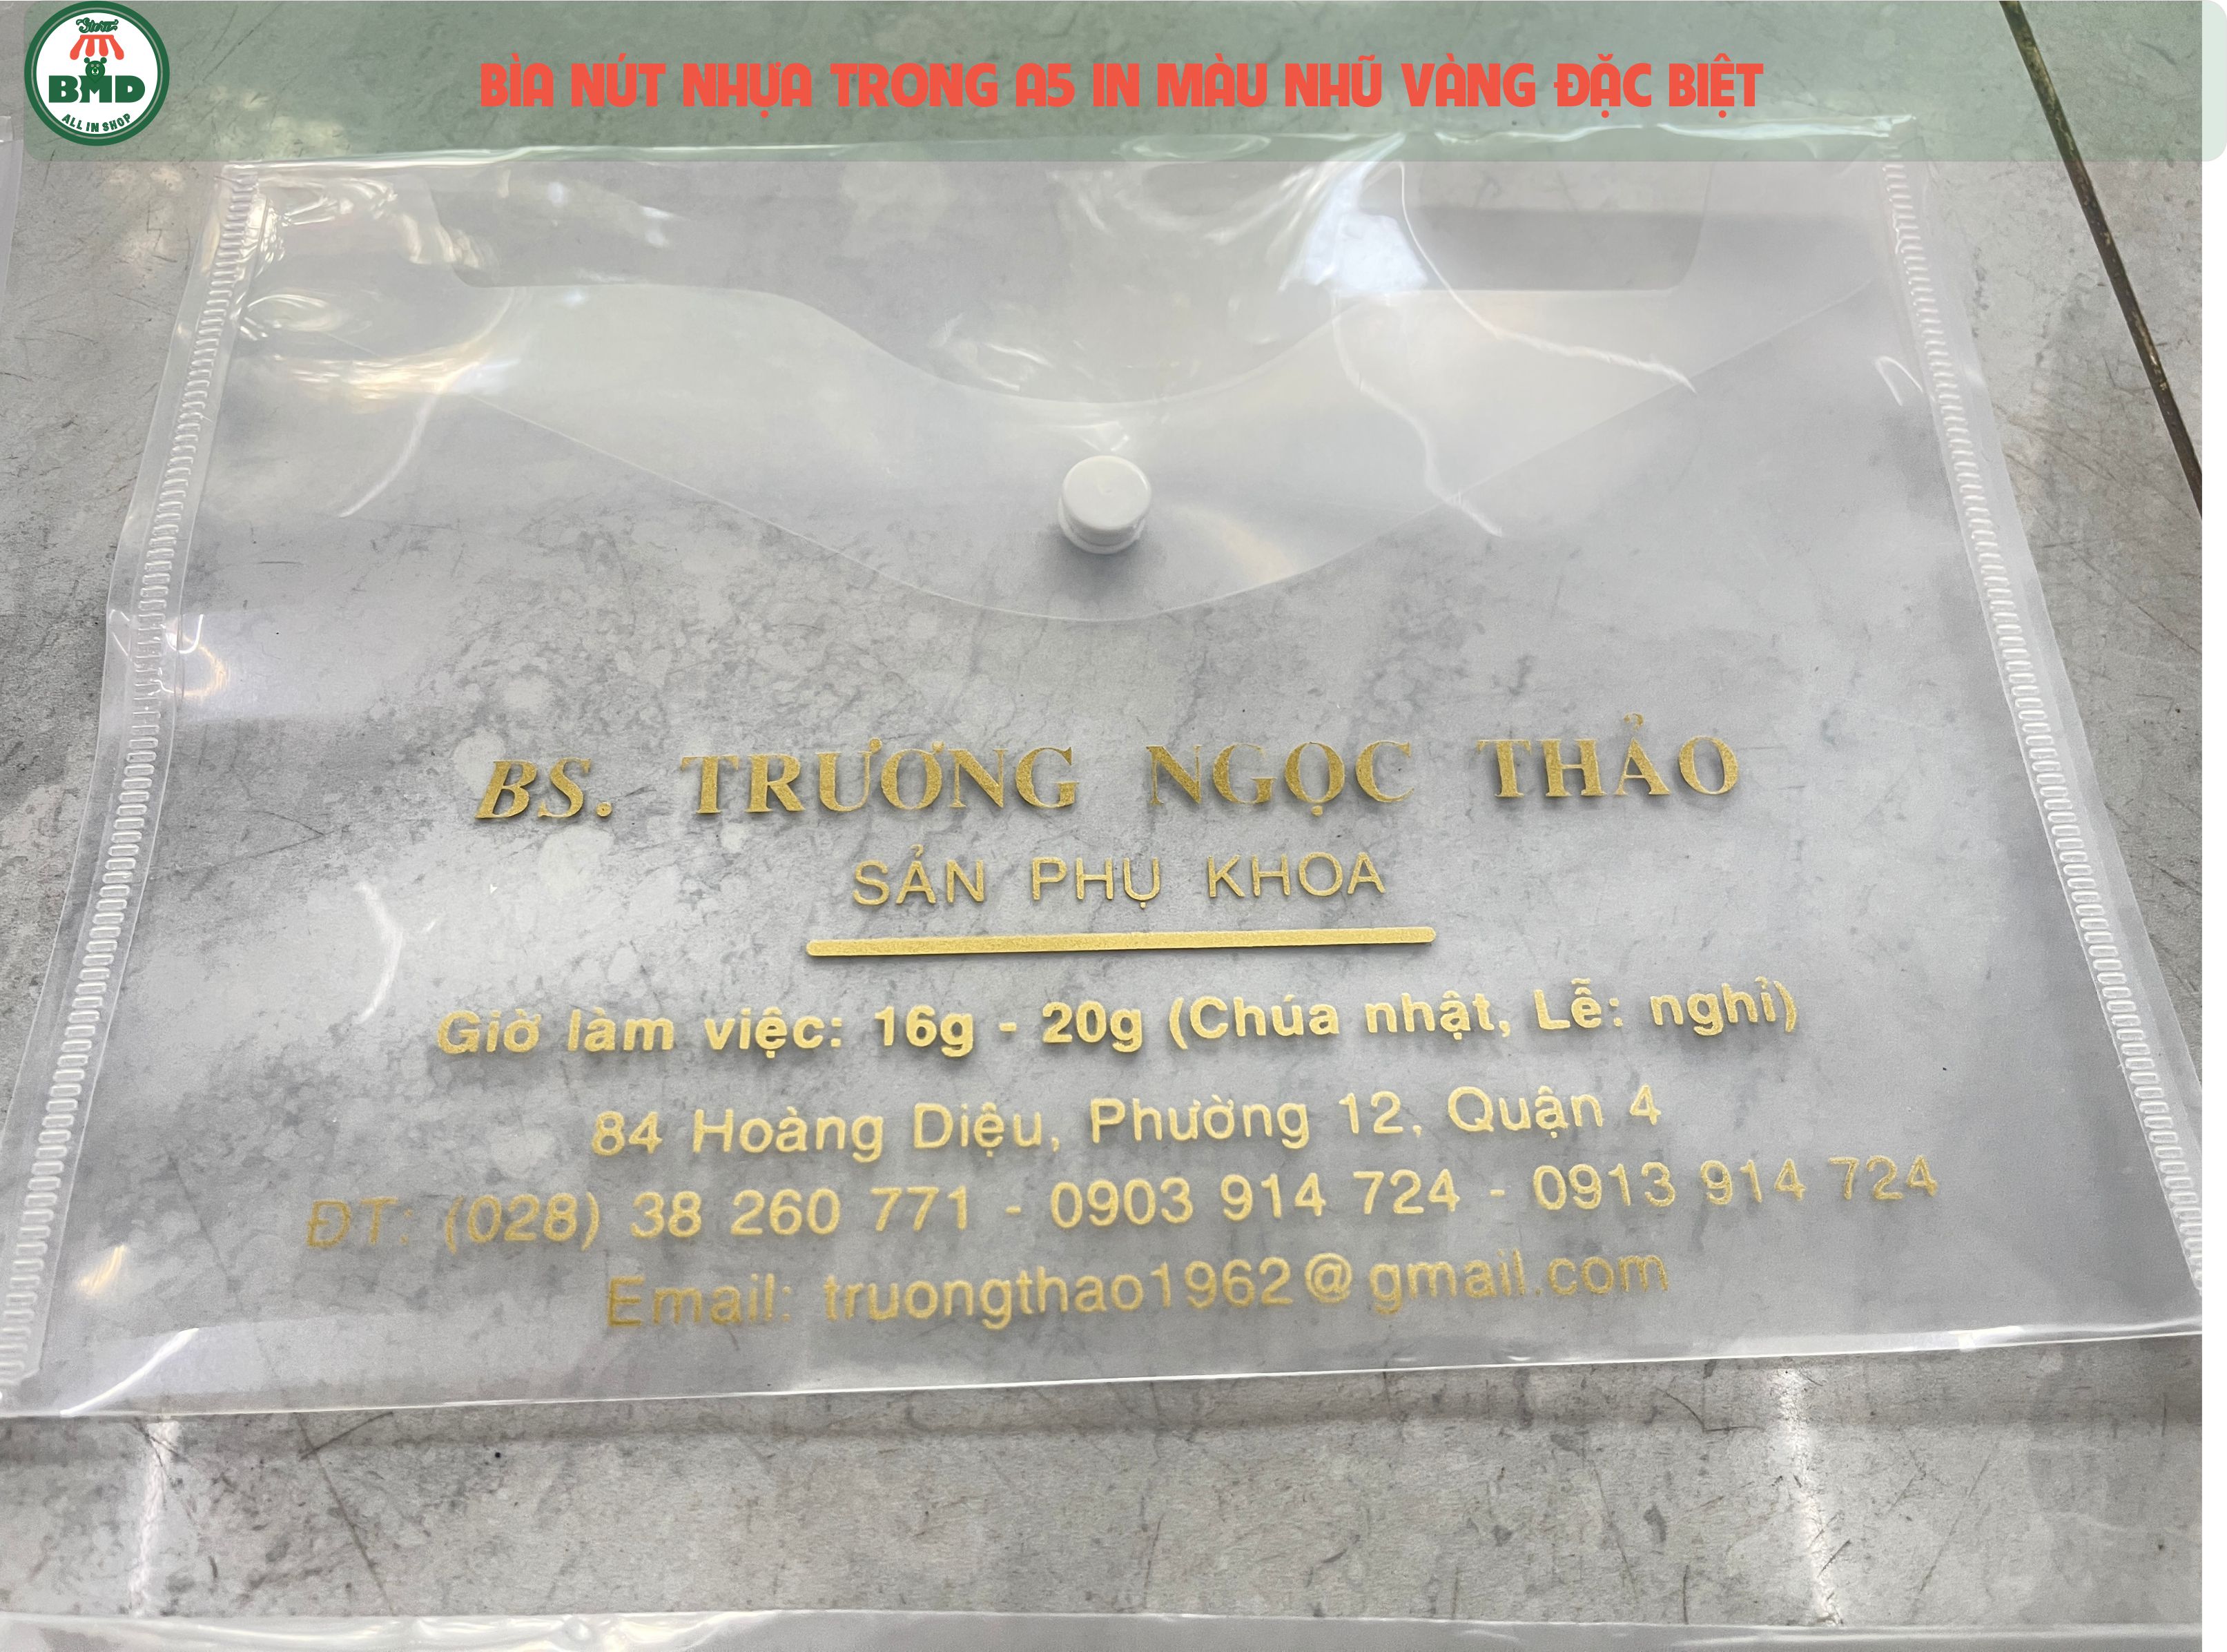 Store
BMD
ALL IN SHOP
BÌA NÚT NHỰA TRONG A5 IN MÀU NHŨ VÀNG ĐẶC BIỆT
BS. TRƯƠNG NGỌC THẢO
SẢN PHỤ KHOA
Giờ làm việc: 16g - 20g (Chúa nhật, Lễ: nghỉ)
84 Hoàng Diệu, Phường 12, Quận 4
ĐT: (028) 38 260 771 - 0903 914 724 - 0913 914 724
Email: truongthao1962@gmail.com